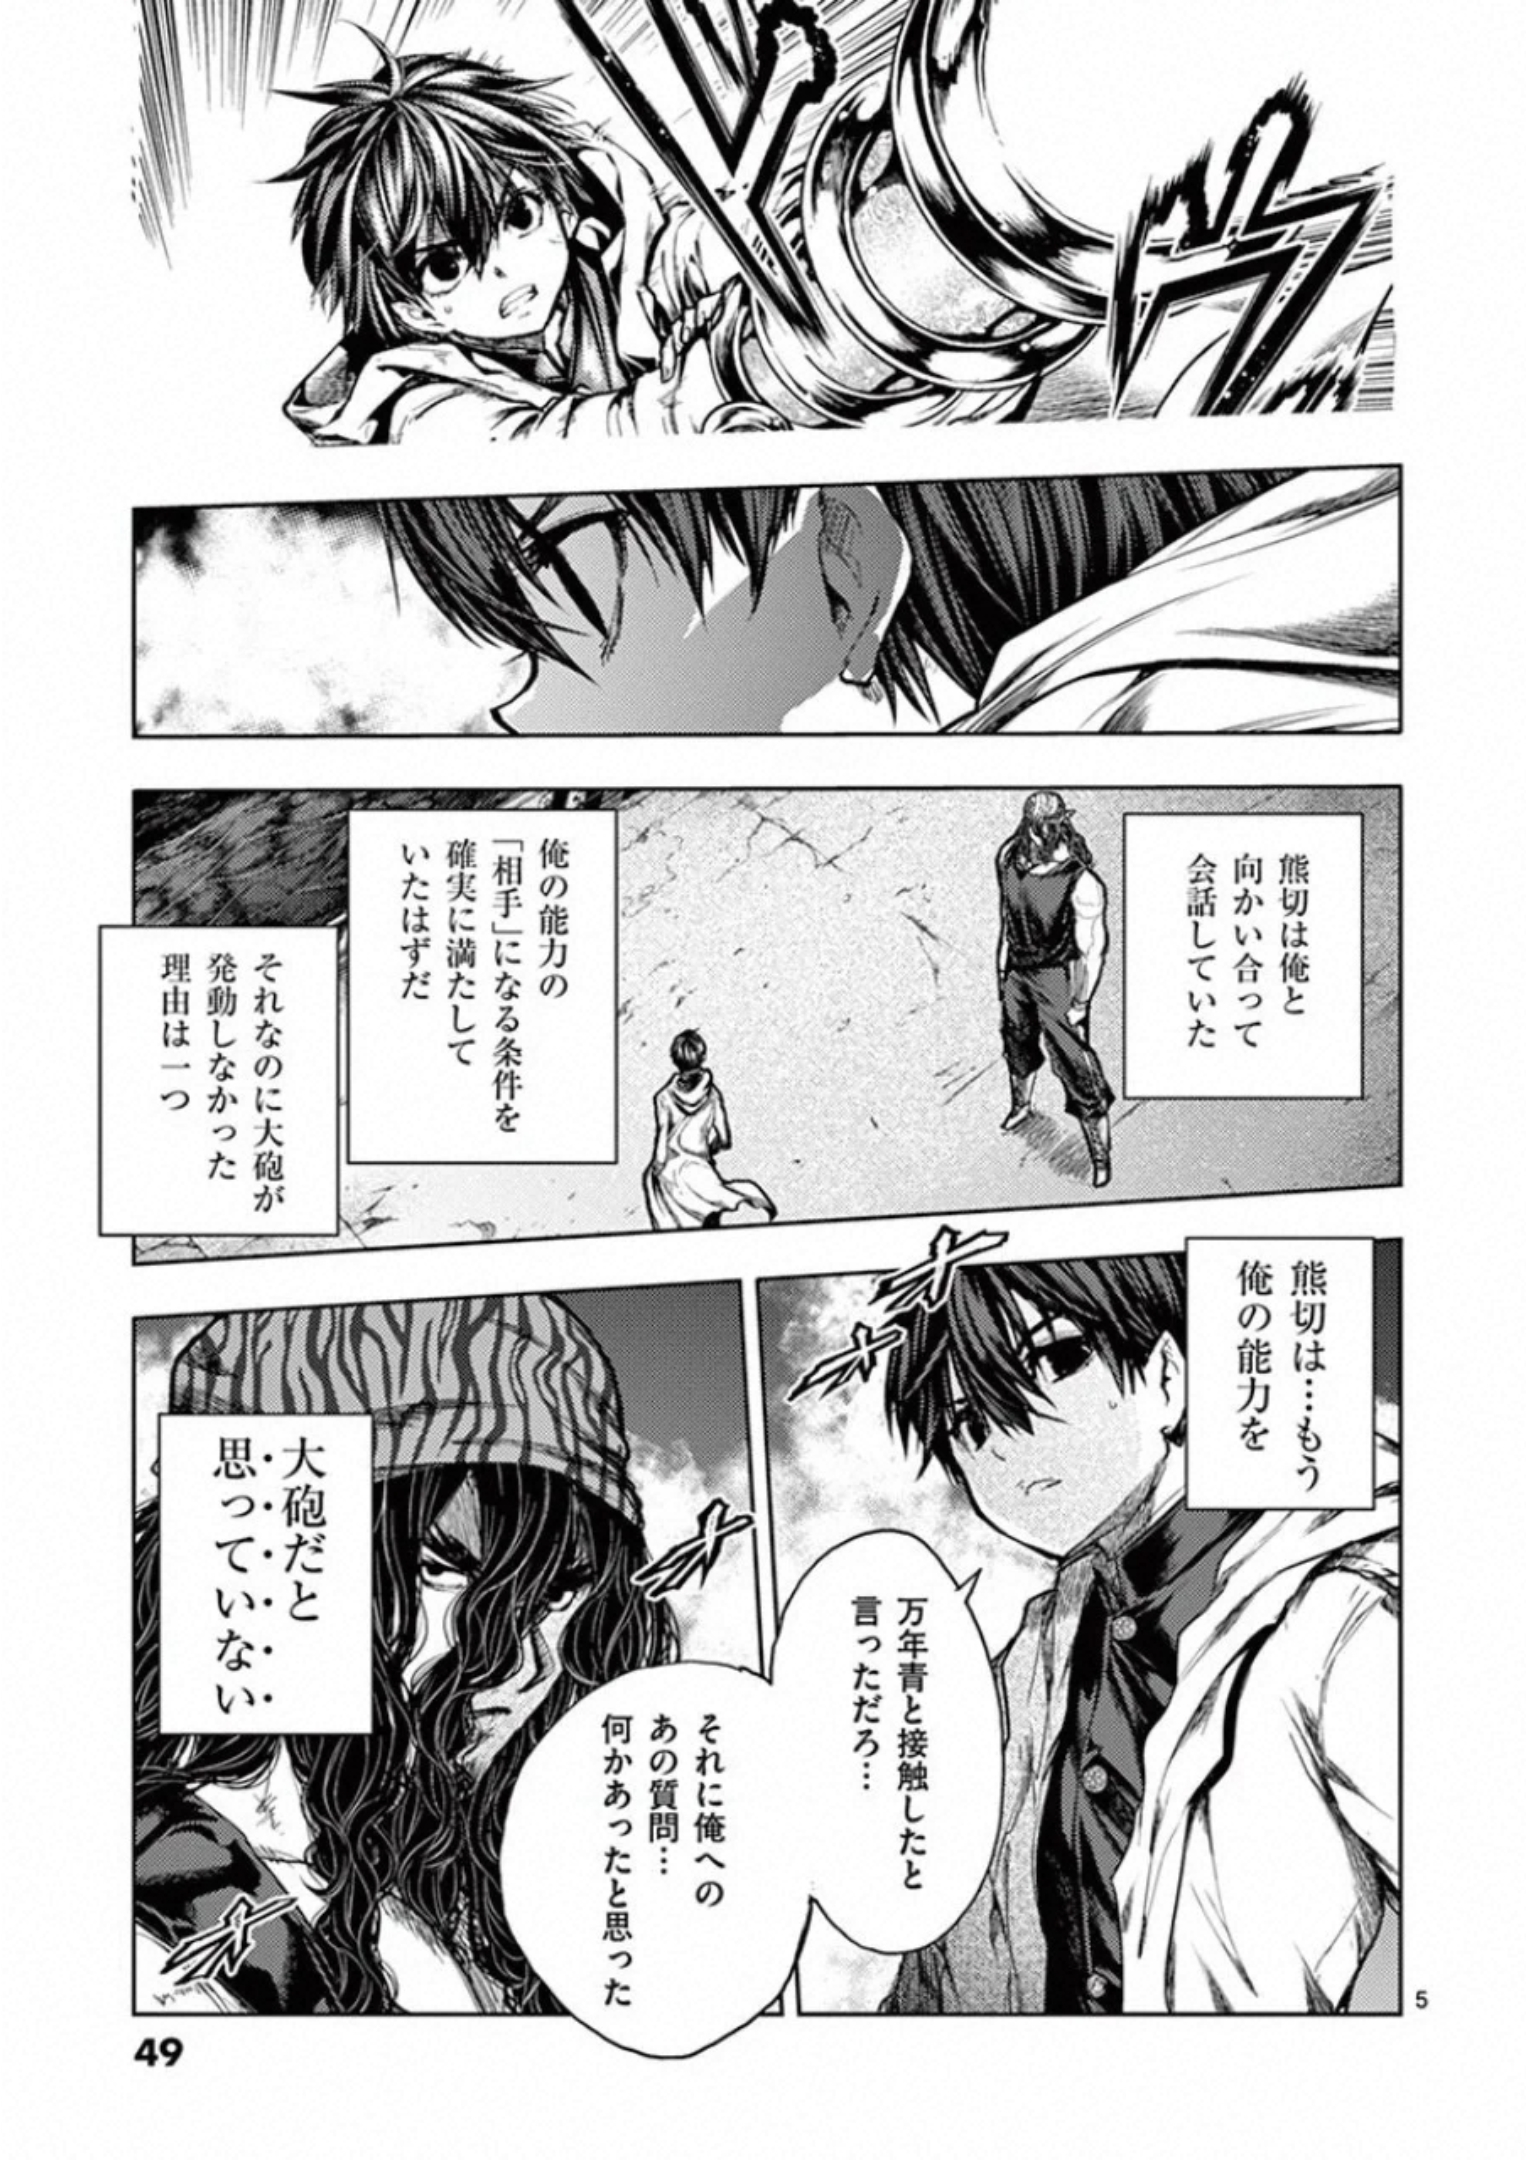 ドドッ
熊切は俺と
向かい合って
会話していた
俺の能力の
「相手」になる条件を
確実に満たして
いたはずだ
それなのに大砲が
発動しなかった
理由は一つ
熊切は…もう
俺の能力を
万年青と接触したと
言っただろ…
それに俺への
あの質問…
何かあったと思った
大砲だと
思っていない
5
49